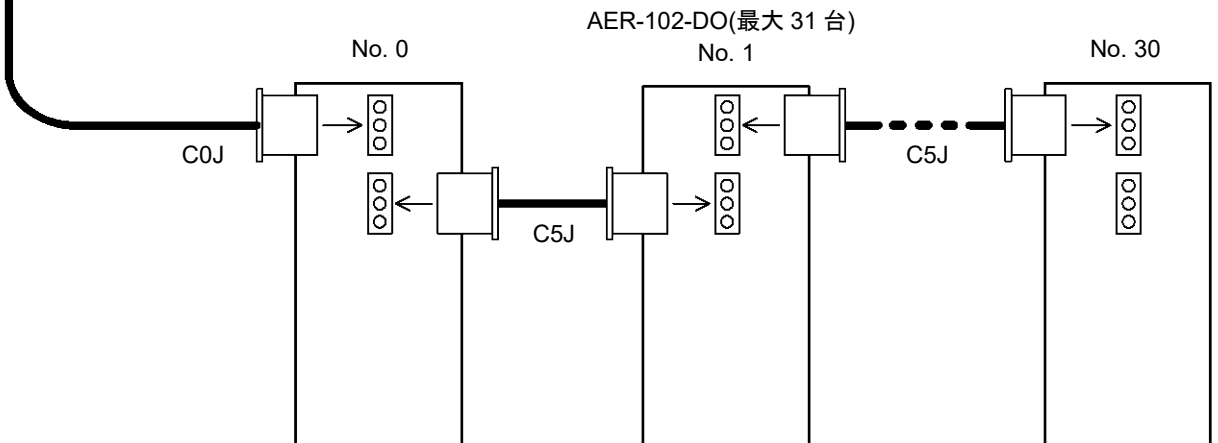 AER-102-DO(最大 31 台)
No. 0
No. 1
No. 30
C0J
C5J
C5J